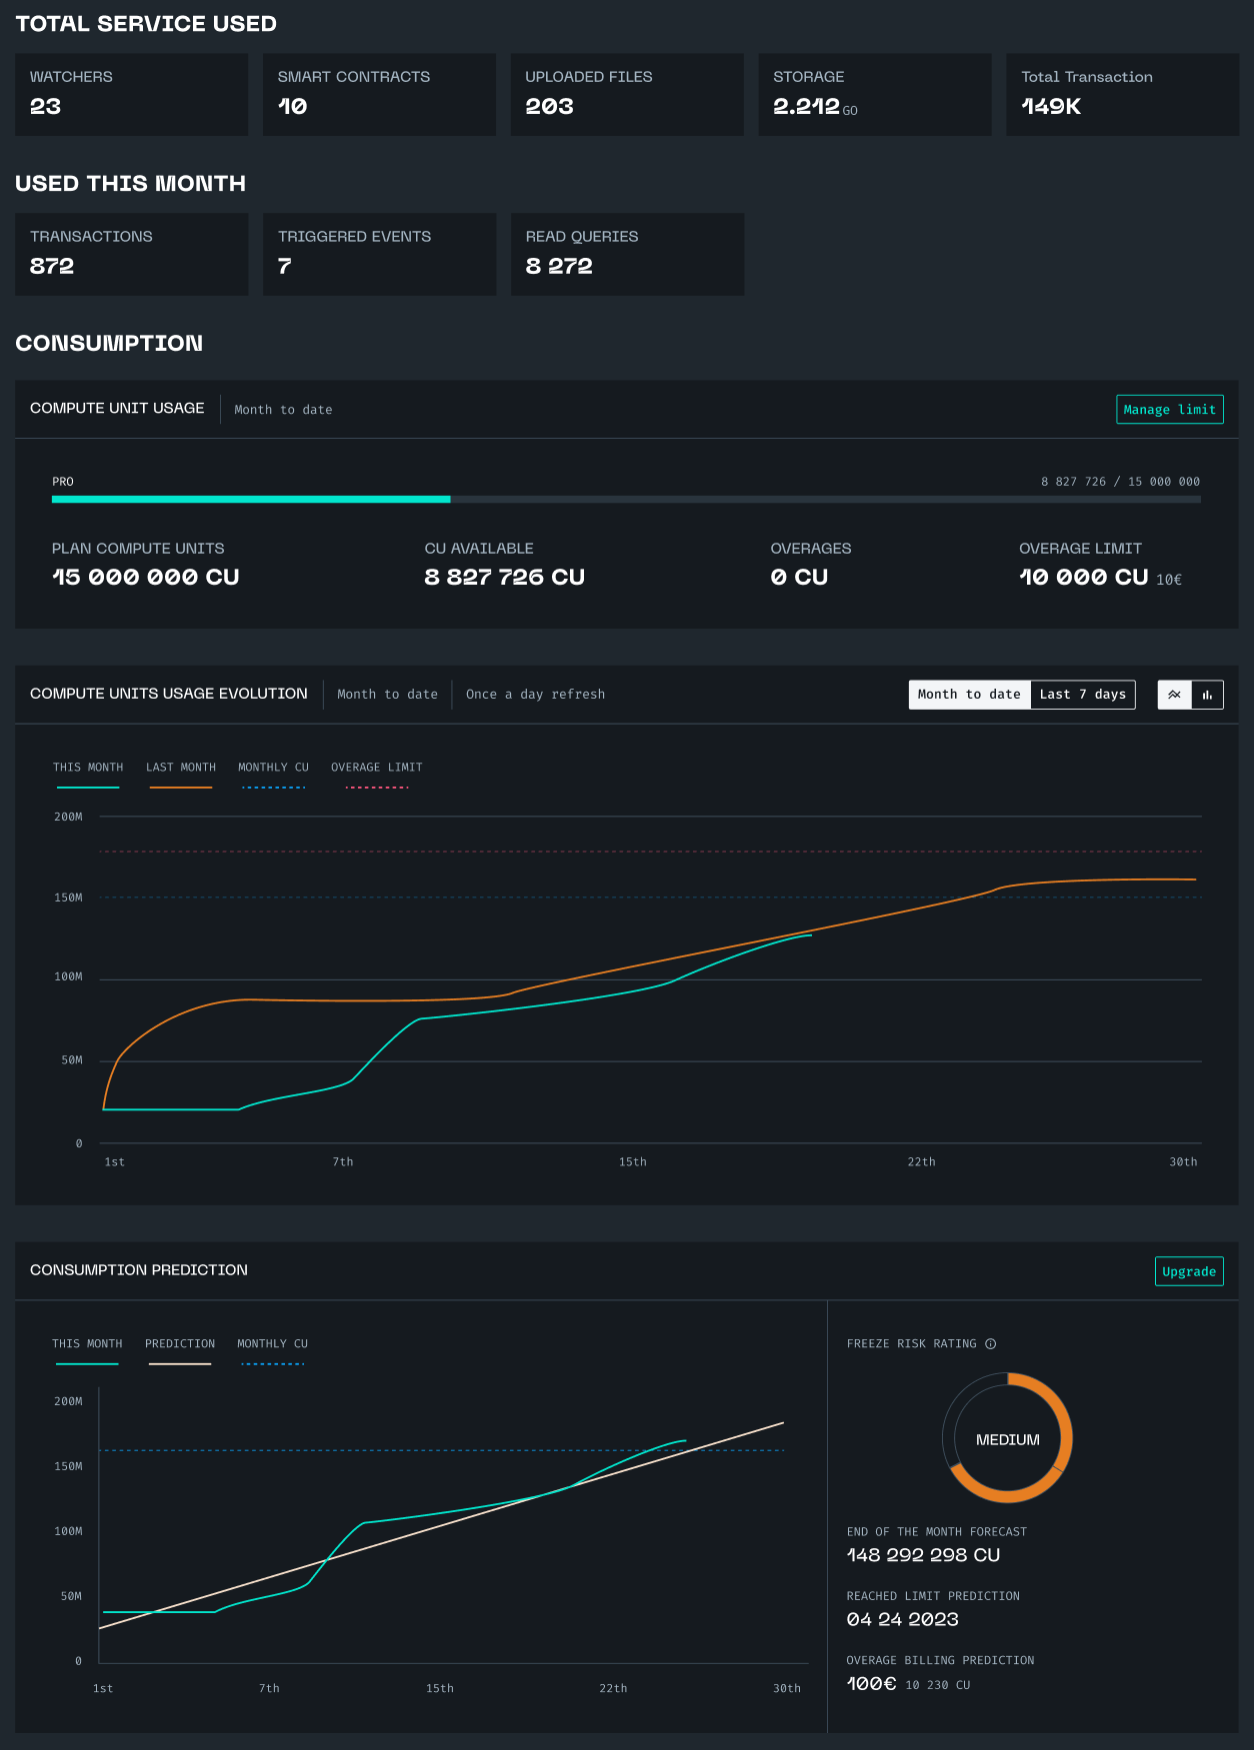 TOTAL SERVICE USED
WATCHERS
23
SMART CONTRACTS
10
UPLOADED FILES
203
STORAGE
2.212 GO
Total Transaction
149K
USED THIS MONTH
TRANSACTIONS
872
TRIGGERED EVENTS
7
READ QUERIES
8 272
CONSUMPTION
COMPUTE UNIT USAGE
Month to date
Manage limit
PRO
8 827 726 / 15 000 000
PLAN COMPUTE UNITS
15 000 000 CU
CU AVAILABLE
8 827 726 CU
OVERAGES
0 CU
OVERAGE LIMIT
10 000 CU 10€
COMPUTE UNITS USAGE EVOLUTION
Month to date
Once a day refresh
Month to date
Last 7 days
THIS MONTH
LAST MONTH
MONTHLY CU
OVERAGE LIMIT
200M
150M
100M
50M
0
1st
7th
15th
22th
30th
CONSUMPTION PREDICTION
Upgrade
THIS MONTH
PREDICTION
MONTHLY CU
200M
150M
100M
50M
0
1st
7th
15th
22th
30th
FREEZE RISK RATING
MEDIUM
END OF THE MONTH FORECAST
148 292 298 CU
REACHED LIMIT PREDICTION
04 24 2023
OVERAGE BILLING PREDICTION
100€ 10 230 CU